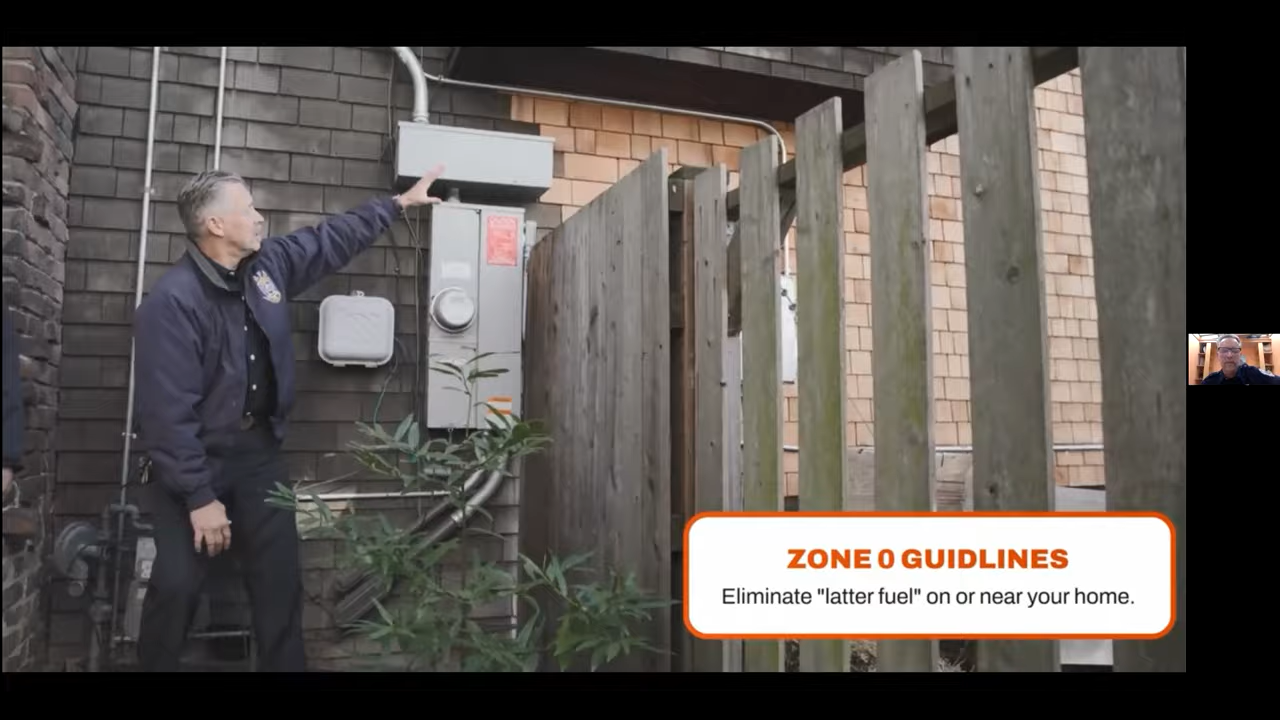 ZONE 0 GUIDLINES
Eliminate "latter fuel" on or near your home.